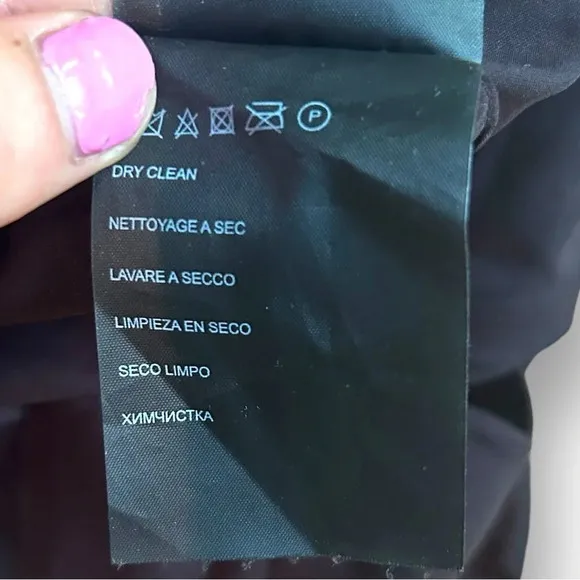 P
DRY CLEAN
NETTOYAGE A SEC
LAVARE A SECCO
LIMPIEZA EN SECO
SECO LIMPO
ХИМЧИСТКА